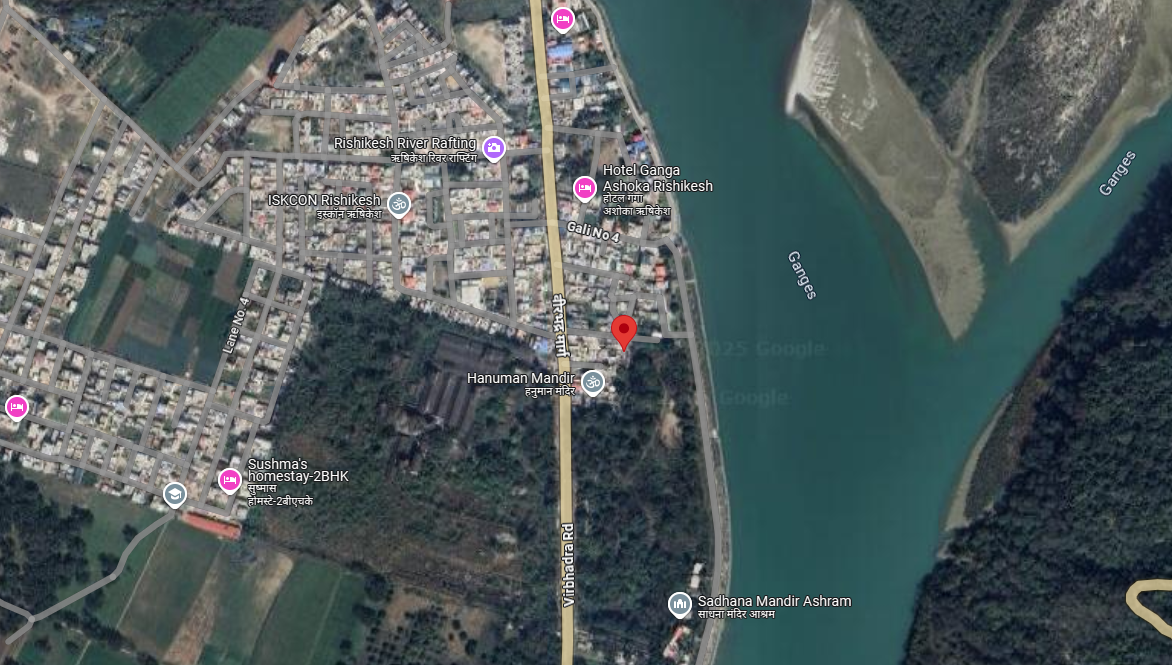 Rishikesh River Rafting
ऋषिकेश रिवर राफ्टिंग
Hotel Ganga
Ashoka Rishikesh
होटल गंगा
अशोका ऋषिकेश
ISKCON Rishikesh
इस्कॉन ऋषिकेश
Gali No 4
Ganges
Ganges
Lane No. 4
2025 Google
Google
Hanuman Mandir
हनुमान मंदिर
Sushma's
homestay-2BHK
सुष्मास
होमस्टे-2बीएचके
Virbhadra Rd
Sadhana Mandir Ashram
साधना मंदिर आश्रम